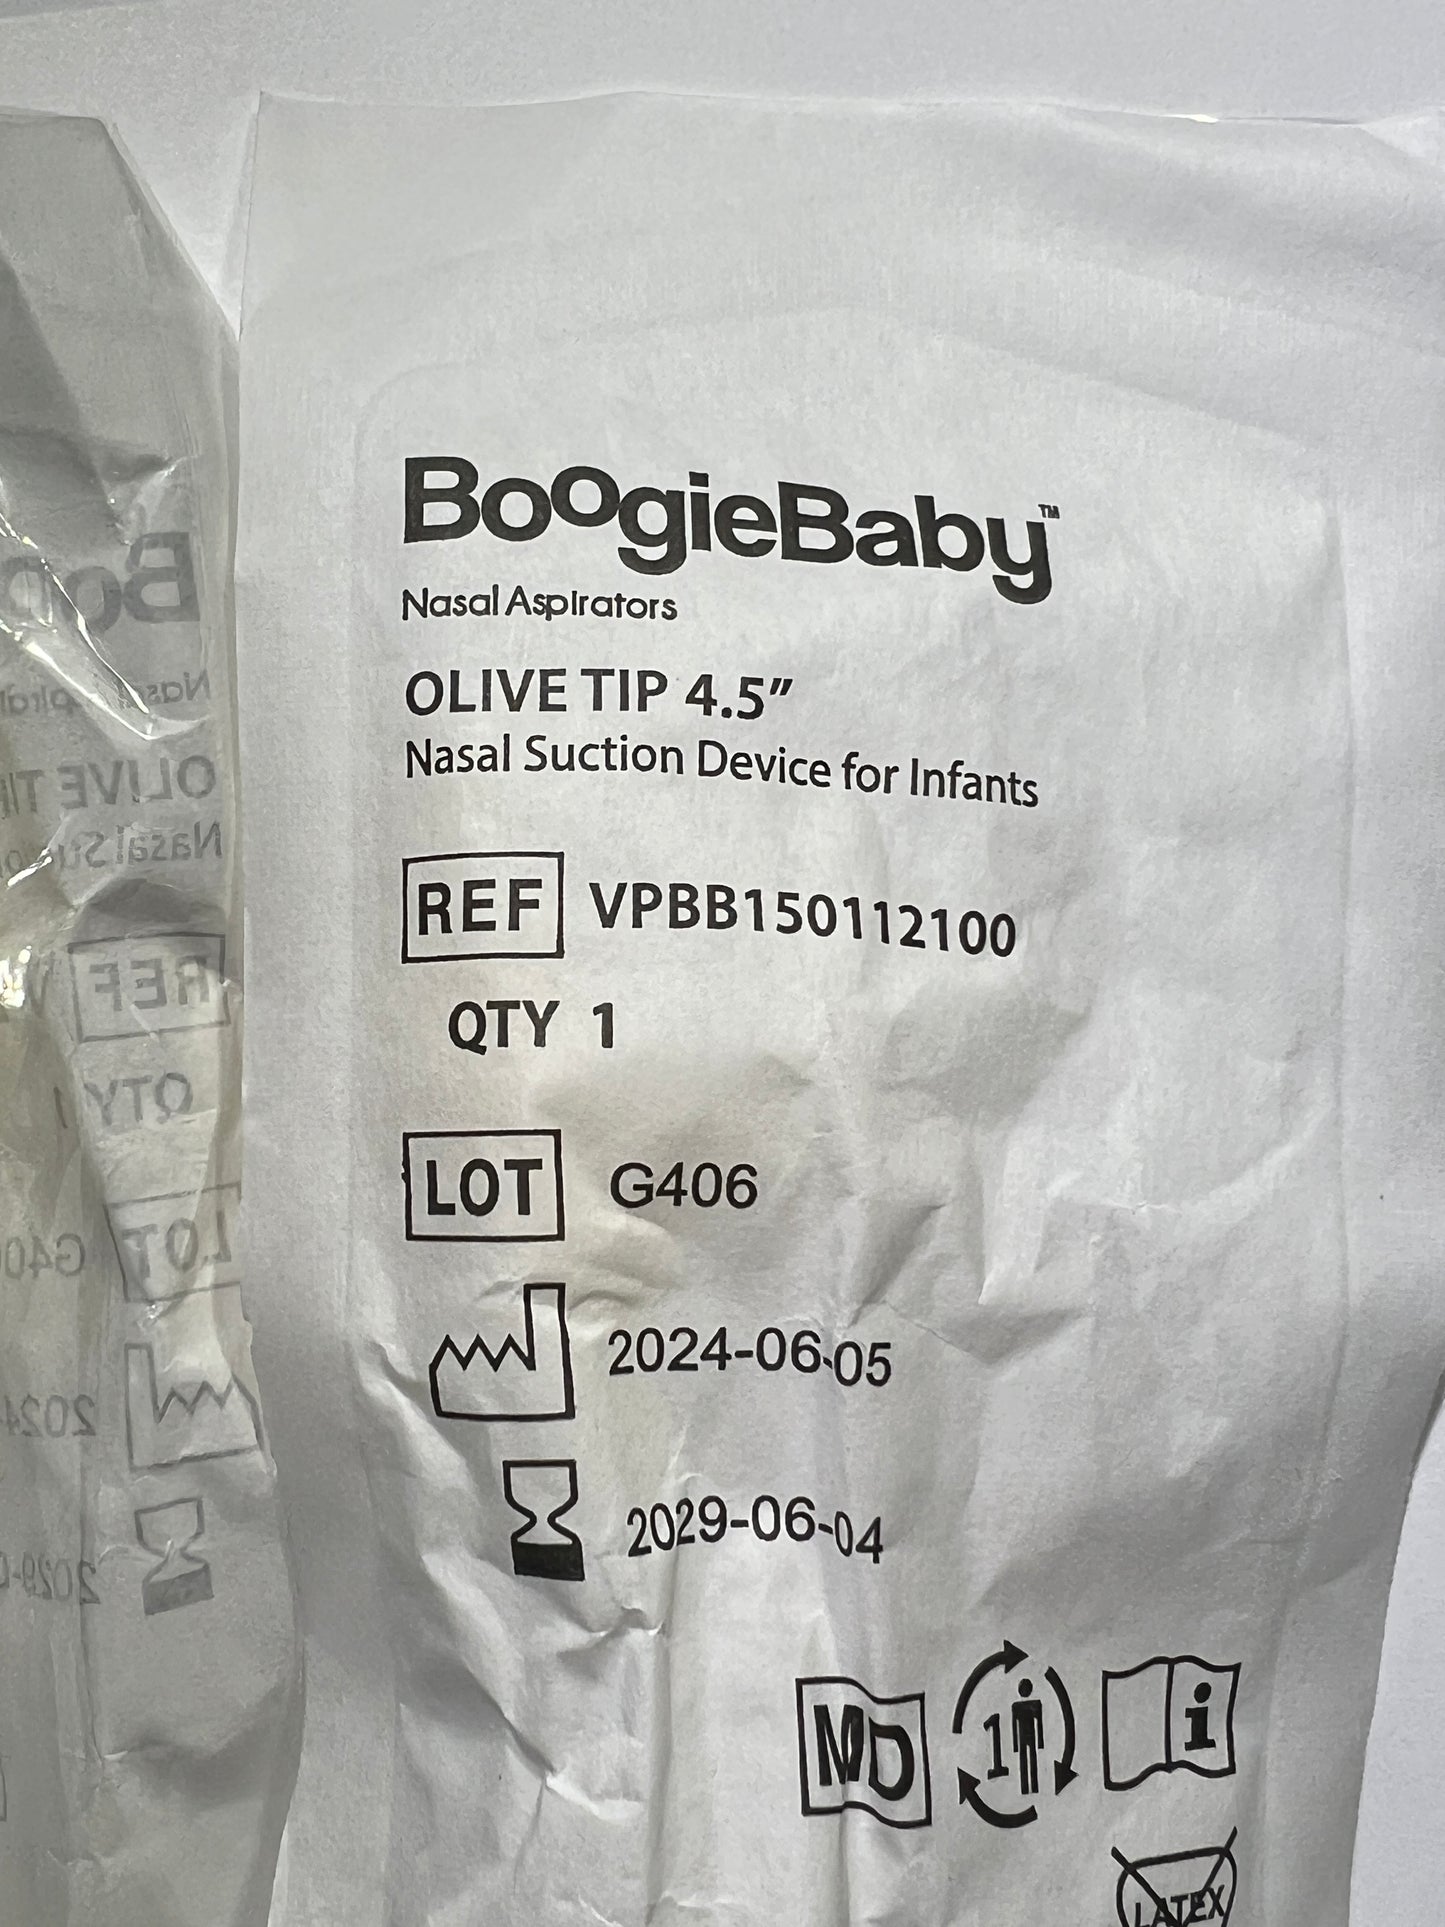 BoogieBaby™
Nasal Aspirators
OLIVE TIP 4.5"
Nasal Suction Device for Infants
REF VPBB150112100
QTY 1
LOT G406
2024-06-05
2029-06-04
MD 1 i
LATEX